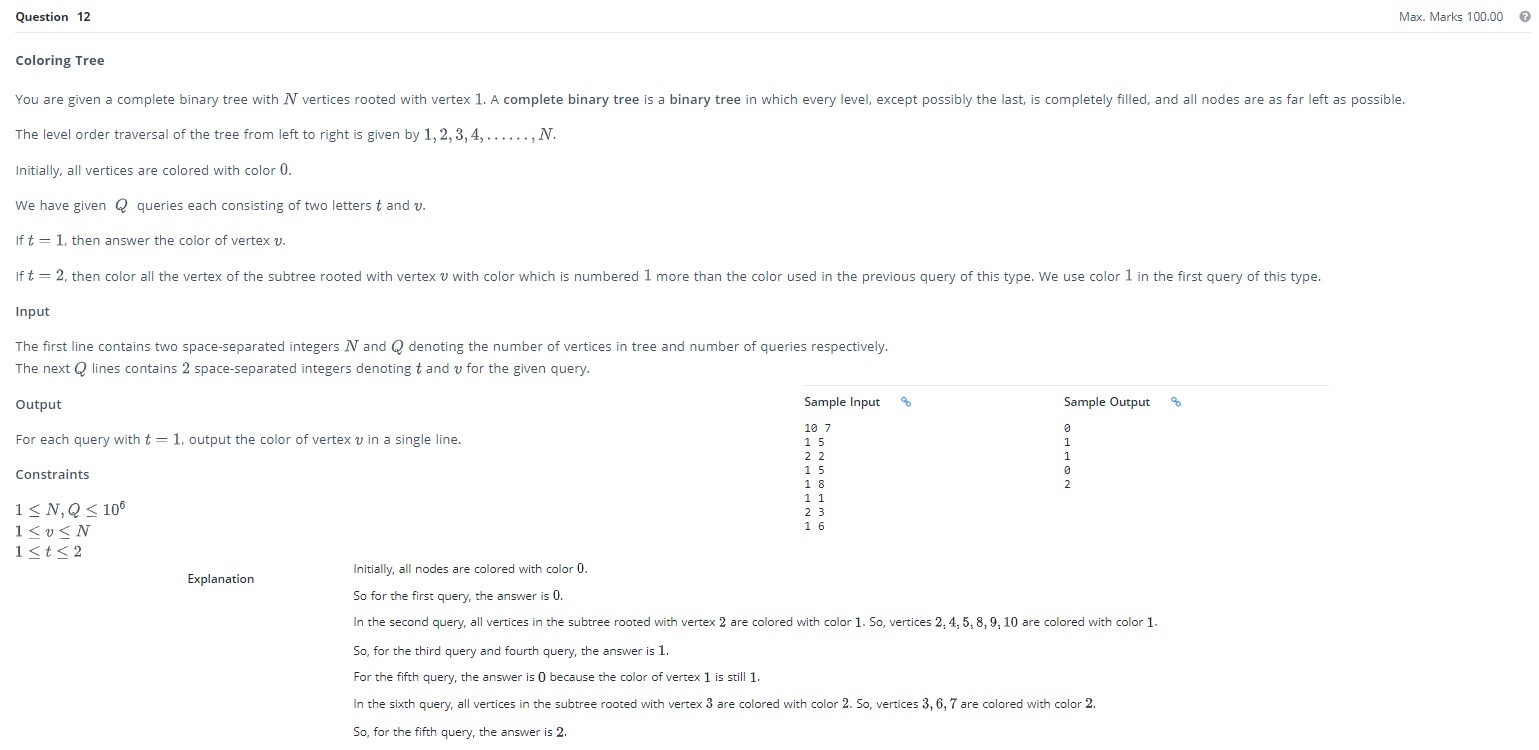 Question 12
Max. Marks 100.00
Coloring Tree
You are given a complete binary tree with N vertices rooted with vertex 1. A complete binary tree is a binary tree in which every level, except possibly the last, is completely filled, and all nodes are as far left as possible.
The level order traversal of the tree from left to right is given by 1, 2, 3, 4, . . . . . . , N.
Initially, all vertices are colored with color 0.
We have given Q queries each consisting of two letters t and v.
If t = 1, then answer the color of vertex v.
If t = 2, then color all the vertex of the subtree rooted with vertex v with color which is numbered 1 more than the color used in the previous query of this type. We use color 1 in the first query of this type.
Input
The first line contains two space-separated integers N and Q denoting the number of vertices in tree and number of queries respectively.
The next Q lines contains 2 space-separated integers denoting t and v for the given query.
Output
For each query with t = 1, output the color of vertex v in a single line.
Constraints
1 ≤ N, Q ≤ 10⁶
1 ≤ v ≤ N
1 ≤ t ≤ 2
Sample Input
10 7
1 5
2 2
1 5
1 8
1 1
2 3
1 6
Sample Output
0
1
1
0
2
Explanation
Initially, all nodes are colored with color 0.
So for the first query, the answer is 0.
In the second query, all vertices in the subtree rooted with vertex 2 are colored with color 1. So, vertices 2, 4, 5, 8, 9, 10 are colored with color 1.
So, for the third query and fourth query, the answer is 1.
For the fifth query, the answer is 0 because the color of vertex 1 is still 1.
In the sixth query, all vertices in the subtree rooted with vertex 3 are colored with color 2. So, vertices 3, 6, 7 are colored with color 2.
So, for the fifth query, the answer is 2.